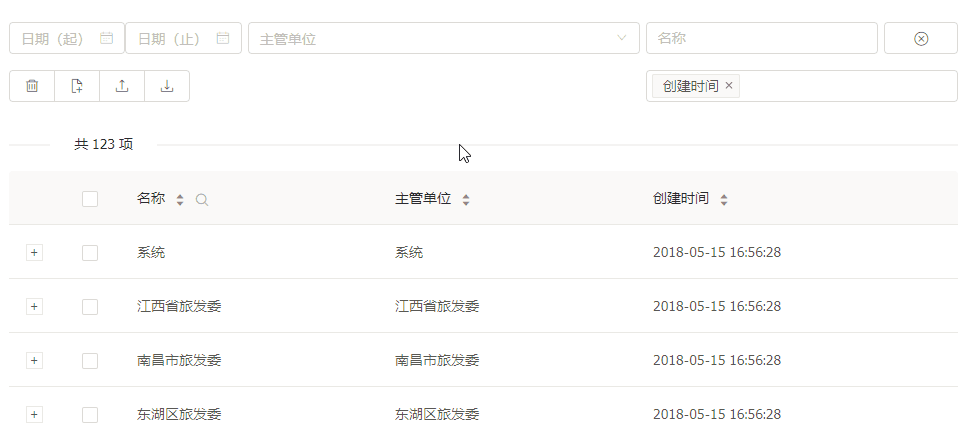 日期（起） 日期（止） 主管单位 名称
创建时间 ×
共 123 项
名称 主管单位 创建时间
+ 系统 系统 2018-05-15 16:56:28
+ 江西省旅发委 江西省旅发委 2018-05-15 16:56:28
+ 南昌市旅发委 南昌市旅发委 2018-05-15 16:56:28
+ 东湖区旅发委 东湖区旅发委 2018-05-15 16:56:28